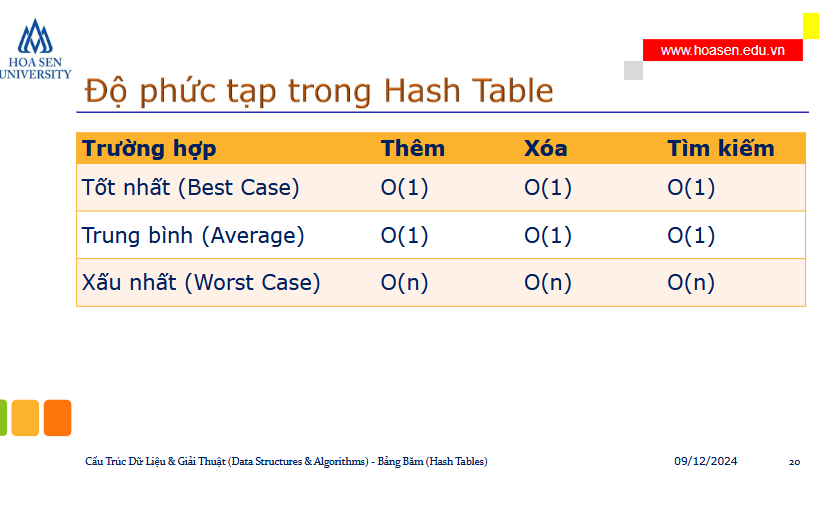 HOA SEN
UNIVERSITY
www.hoasen.edu.vn
Độ phức tạp trong Hash Table
Trường hợp Thêm Xóa Tìm kiếm
Tốt nhất (Best Case) O(1) O(1) O(1)
Trung bình (Average) O(1) O(1) O(1)
Xấu nhất (Worst Case) O(n) O(n) O(n)
Cấu Trúc Dữ Liệu & Giải Thuật (Data Structures & Algorithms) - Bảng Băm (Hash Tables) 09/12/2024 20